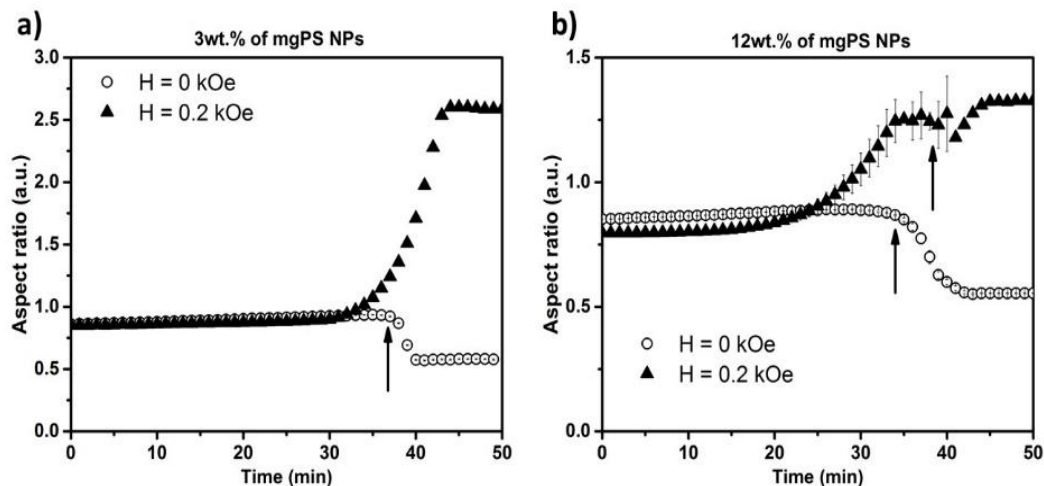 a)
3wt.% of mgPS NPs
H = 0 kOe
H = 0.2 kOe
Aspect ratio (a.u.)
3.0
2.5
2.0
1.5
1.0
0.5
0.0
0 10 20 30 40 50
Time (min)
b)
12wt.% of mgPS NPs
Aspect ratio (a.u.)
1.5
1.0
0.5
0.0
H = 0 kOe
H = 0.2 kOe
0 10 20 30 40 50
Time (min)